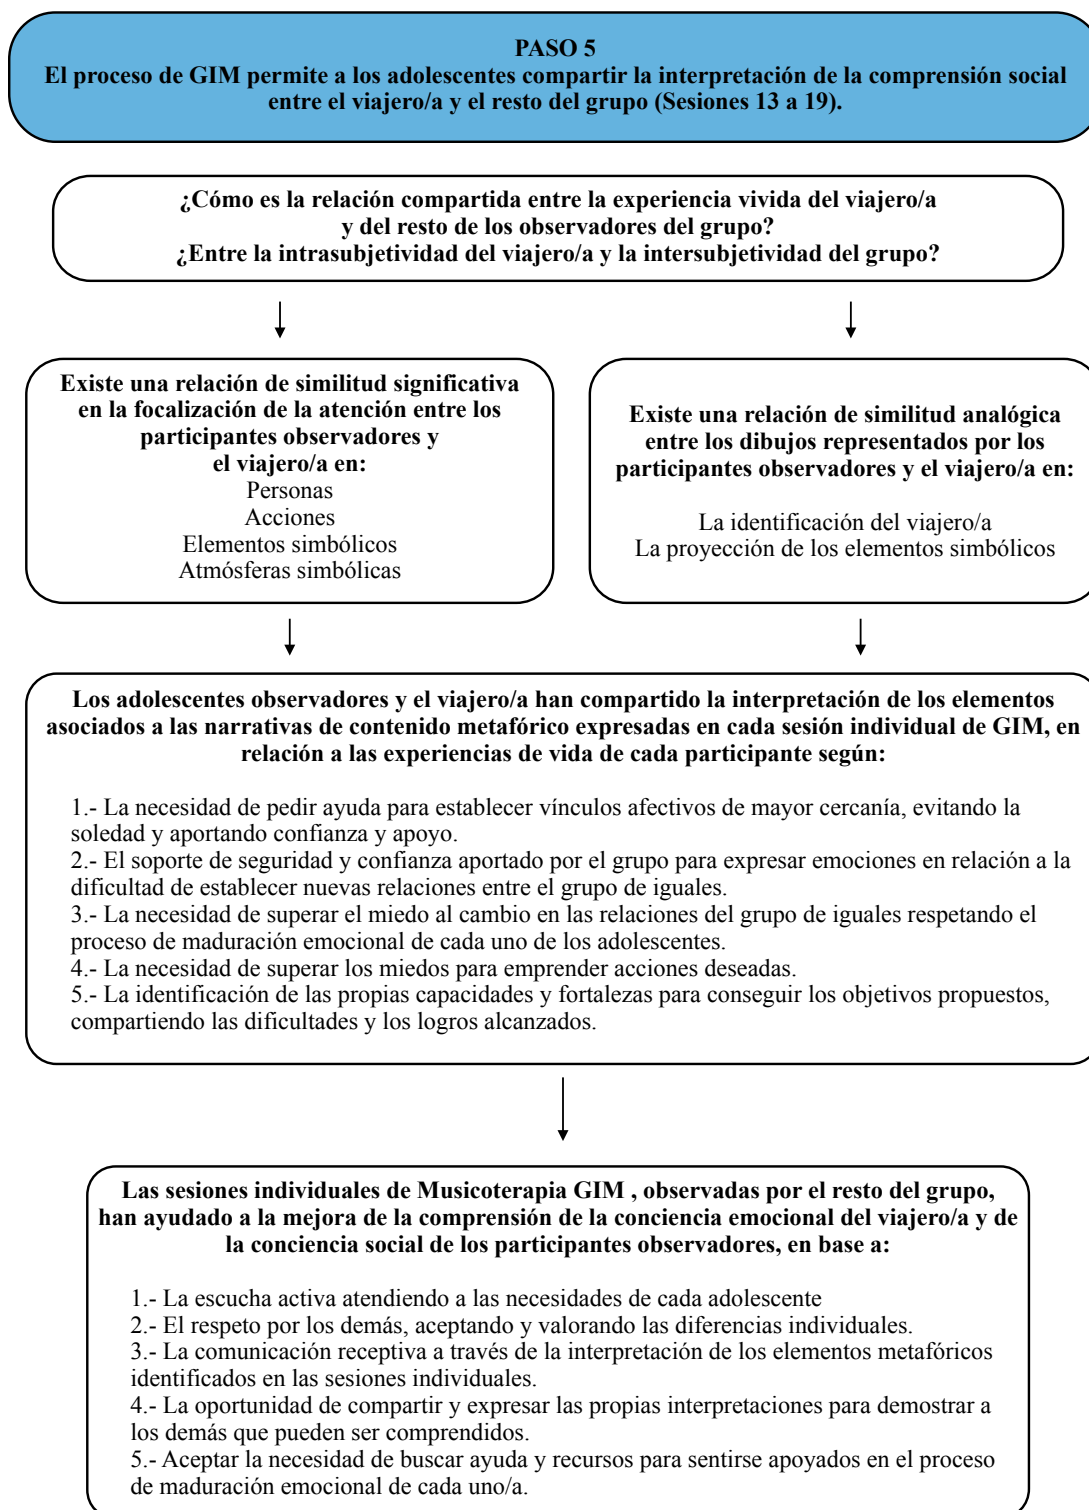 PASO 5
El proceso de GIM permite a los adolescentes compartir la interpretación de la comprensión social
entre el viajero/a y el resto del grupo (Sesiones 13 a 19).
¿Cómo es la relación compartida entre la experiencia vivida del viajero/a
y del resto de los observadores del grupo?
¿Entre la intrasubjetividad del viajero/a y la intersubjetividad del grupo?
Existe una relación de similitud significativa
en la focalización de la atención entre los
participantes observadores y
el viajero/a en:
Personas
Acciones
Elementos simbólicos
Atmósferas simbólicas
Existe una relación de similitud analógica
entre los dibujos representados por los
participantes observadores y el viajero/a en:
La identificación del viajero/a
La proyección de los elementos simbólicos
Los adolescentes observadores y el viajero/a han compartido la interpretación de los elementos
asociados a las narrativas de contenido metafórico expresadas en cada sesión individual de GIM, en
relación a las experiencias de vida de cada participante según:
1.- La necesidad de pedir ayuda para establecer vínculos afectivos de mayor cercanía, evitando la
soledad y aportando confianza y apoyo.
2.- El soporte de seguridad y confianza aportado por el grupo para expresar emociones en relación a la
dificultad de establecer nuevas relaciones entre el grupo de iguales.
3.- La necesidad de superar el miedo al cambio en las relaciones del grupo de iguales respetando el
proceso de maduración emocional de cada uno de los adolescentes.
4.- La necesidad de superar los miedos para emprender acciones deseadas.
5.- La identificación de las propias capacidades y fortalezas para conseguir los objetivos propuestos,
compartiendo las dificultades y los logros alcanzados.
Las sesiones individuales de Musicoterapia GIM , observadas por el resto del grupo,
han ayudado a la mejora de la comprensión de la conciencia emocional del viajero/a y de
la conciencia social de los participantes observadores, en base a:
1.- La escucha activa atendiendo a las necesidades de cada adolescente
2.- El respeto por los demás, aceptando y valorando las diferencias individuales.
3.- La comunicación receptiva a través de la interpretación de los elementos metafóricos
identificados en las sesiones individuales.
4.- La oportunidad de compartir y expresar las propias interpretaciones para demostrar a
los demás que pueden ser comprendidos.
5.- Aceptar la necesidad de buscar ayuda y recursos para sentirse apoyados en el proceso
de maduración emocional de cada uno/a.